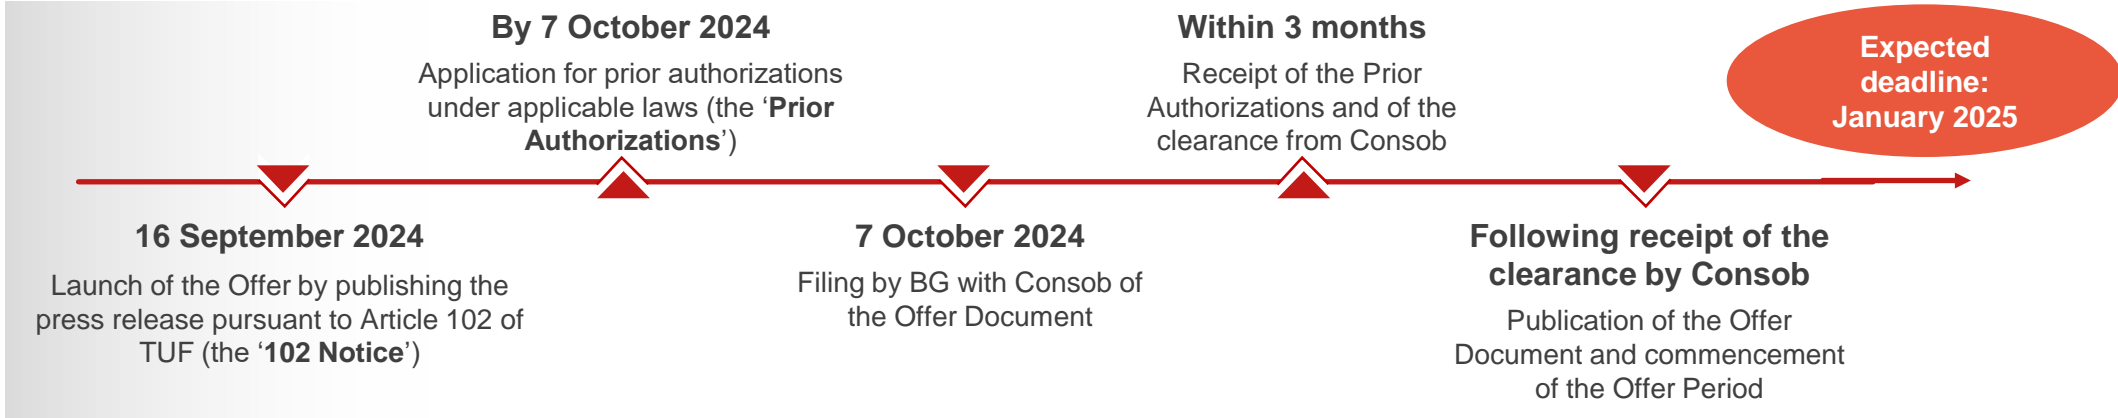 By 7 October 2024
Application for prior authorizations
under applicable laws (the ‘Prior
Authorizations’)
Within 3 months
Receipt of the Prior
Authorizations and of the
clearance from Consob
Expected
deadline:
January 2025
16 September 2024
Launch of the Offer by publishing the
press release pursuant to Article 102 of
TUF (the ‘102 Notice’)
7 October 2024
Filing by BG with Consob of
the Offer Document
Following receipt of the
clearance by Consob
Publication of the Offer
Document and commencement
of the Offer Period